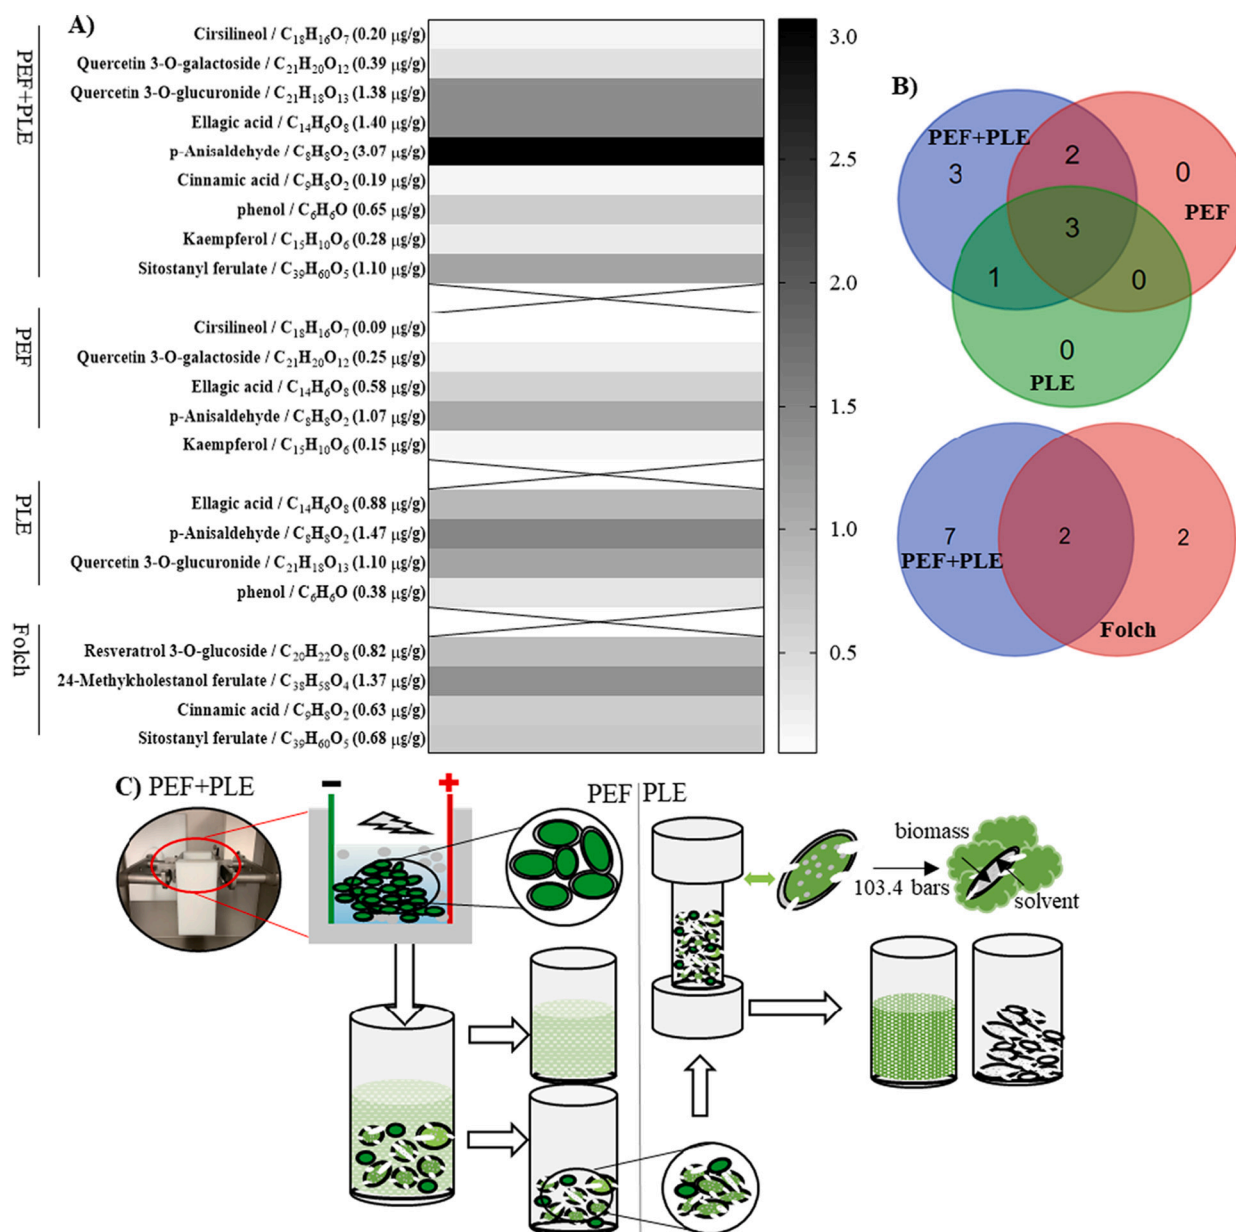 A)
PEF+PLE
Cirsilineol / C18H16O7 (0.20 µg/g)
Quercetin 3-O-galactoside / C21H20O12 (0.39 µg/g)
Quercetin 3-O-glucuronide / C21H18O13 (1.38 µg/g)
Ellagic acid / C14H6O8 (1.40 µg/g)
p-Anisaldehyde / C8H8O2 (3.07 µg/g)
Cinnamic acid / C9H8O2 (0.19 µg/g)
phenol / C6H6O (0.65 µg/g)
Kaempferol / C15H10O6 (0.28 µg/g)
Sitostanyl ferulate / C39H60O5 (1.10 µg/g)
PEF
Cirsilineol / C18H16O7 (0.09 µg/g)
Quercetin 3-O-galactoside / C21H20O12 (0.25 µg/g)
Ellagic acid / C14H6O8 (0.58 µg/g)
p-Anisaldehyde / C8H8O2 (1.07 µg/g)
Kaempferol / C15H10O6 (0.15 µg/g)
PLE
Ellagic acid / C14H6O8 (0.88 µg/g)
p-Anisaldehyde / C8H8O2 (1.47 µg/g)
Quercetin 3-O-glucuronide / C21H18O13 (1.10 µg/g)
phenol / C6H6O (0.38 µg/g)
Folch
Resveratrol 3-O-glucoside / C20H22O8 (0.82 µg/g)
24-Methylkholestanol ferulate / C38H58O4 (1.37 µg/g)
Cinnamic acid / C9H8O2 (0.63 µg/g)
Sitostanyl ferulate / C39H60O5 (0.68 µg/g)
3.0
2.5
2.0
1.5
1.0
0.5
B)
PEF+PLE
3
2
0
PEF
3
1
0
0
PLE
7
PEF+PLE
2
2
Folch
C) PEF+PLE
−
+
PEF
PLE
biomass
103.4 bars
solvent